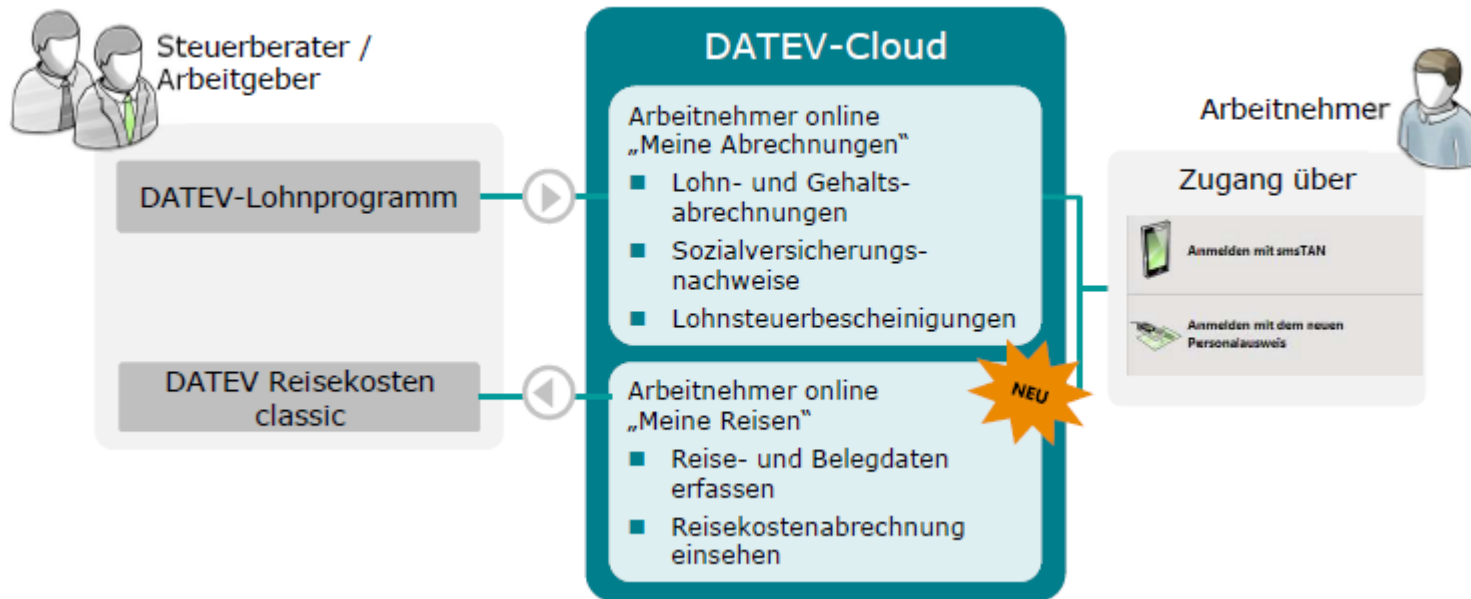 Steuerberater /
Arbeitgeber
DATEV-Lohnprogramm
DATEV Reisekosten
classic
DATEV-Cloud
Arbeitnehmer online
„Meine Abrechnungen“
■ Lohn- und Gehalts-
abrechnungen
■ Sozialversicherungs-
nachweise
■ Lohnsteuerbescheinigungen
NEU
Arbeitnehmer online
„Meine Reisen“
■ Reise- und Belegdaten
erfassen
■ Reisekostenabrechnung
einsehen
Arbeitnehmer
Zugang über
Anmelden mit smsTAN
Anmelden mit dem neuen
Personalausweis